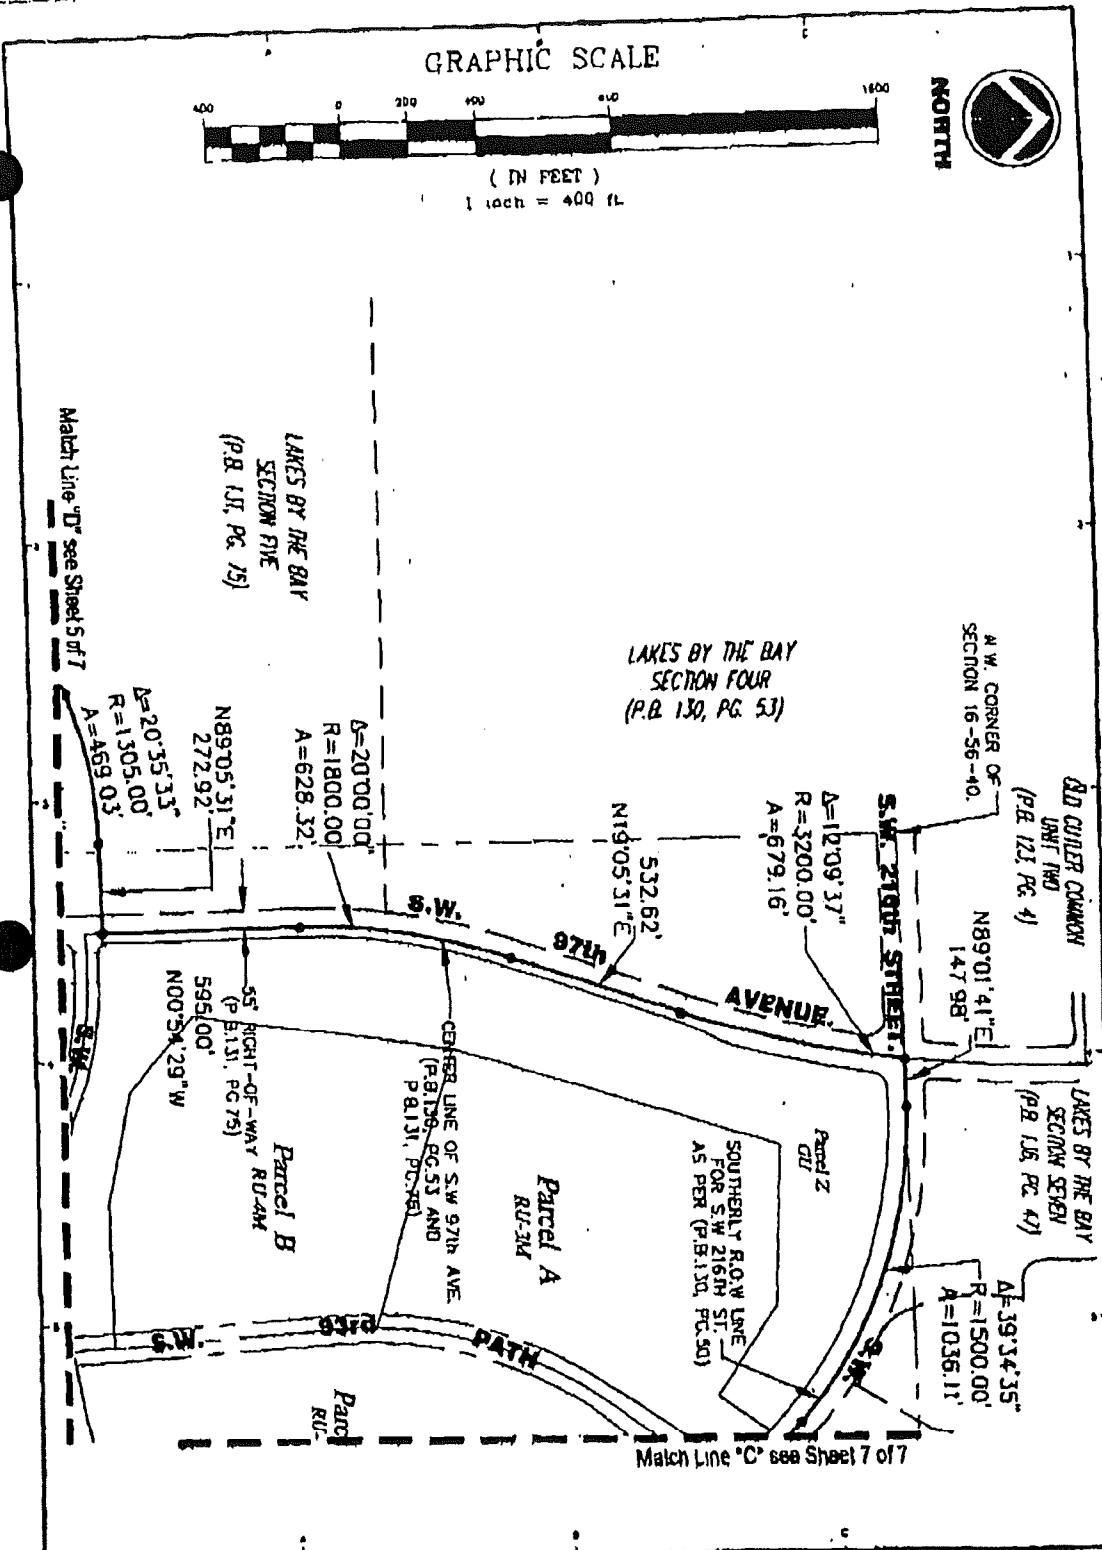 GRAPHIC SCALE
400 0 200 400 800 1600
( IN FEET )
1 inch = 400 ft.
NORTH
LAKES BY THE BAY
SECTION FIVE
(P.B. 131, PG. 75)
Match Line "D" see Sheet 5 of 7
LAKES BY THE BAY
SECTION FOUR
(P.B. 130, PG. 53)
N.W. CORNER OF
SECTION 16-56-40.
OLD CUTLER COMMON
UNIT TWO
(P.B. 123, PG. 4)
LAKES BY THE BAY
SECTION SEVEN
(P.B. 136, PG. 47)
Δ=20°35'33"
R=1305.00'
A=469.03'
N89°05'31"E
272.92'
Δ=20°00'00"
R=1800.00
A=628.32'
532.62'
N19°05'31"E
Δ=12°09'37"
R=3200.00'
A=679.16'
S.W. 216th STREET.
N89°01'41"E
147.98'
Δ=39°34'35"
R=1500.00'
A=1036.11'
S.W.
97th
AVENUE.
55' RIGHT-OF-WAY
(P.B.131, PG 75)
595.00'
N00°54'29"W
CENTER LINE OF S.W 97th AVE.
(P.B.130, PG.53 AND
P.B.131, PG.75)
SOUTHERLY R.O.W LINE
FOR S.W 216TH ST.
AS PER (P.B.130, PG.50)
Parcel Z
GU
Parcel A
RU-3M
Parcel B
RU-4M
S.W.
S.W.
S.W.
93rd
PATH
Parc
RU-
Match Line "C" see Sheet 7 of 7